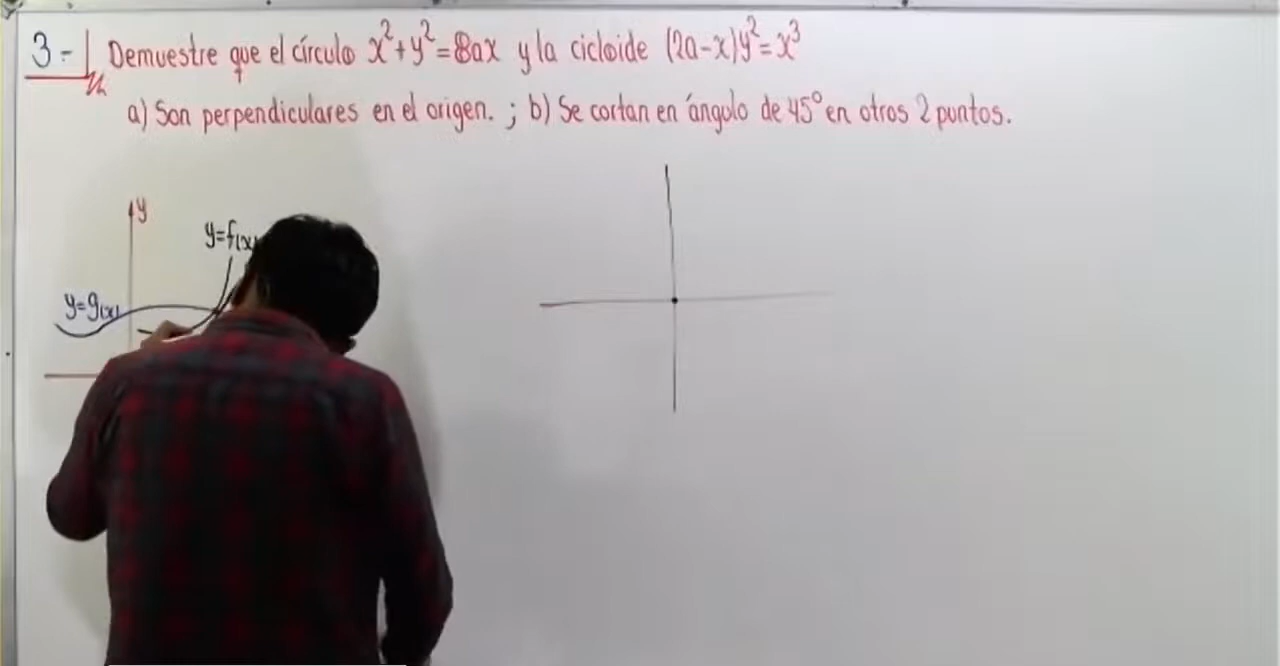 3- Demuestre que el círculo x²+y²=8ax y la cicloide (2a-x)y²=x³
a) Son perpendiculares en el origen. ; b) Se cortan en ángulo de 45° en otros 2 puntos.
y
y=f(x)
y=g(x)